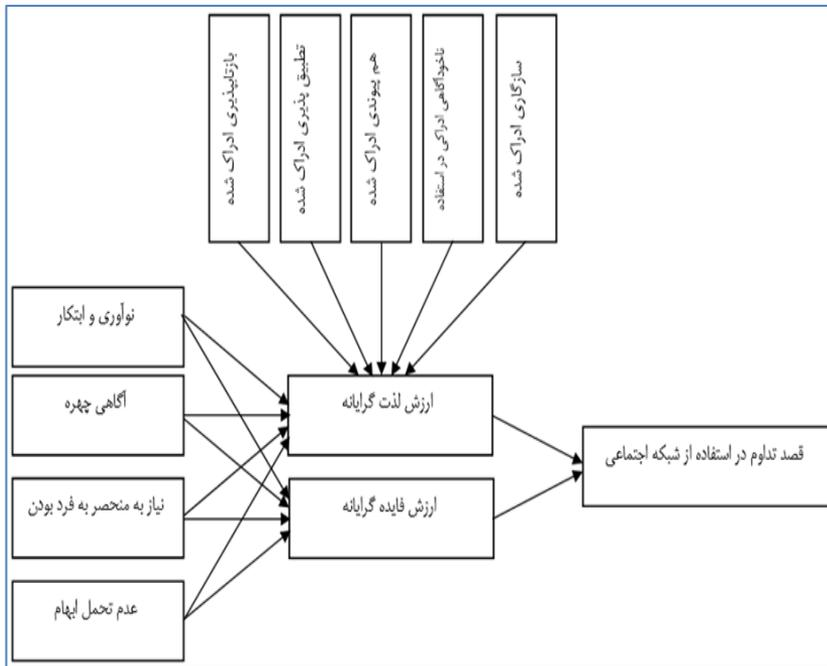 بازتابپذیری ادراک شده
تطبیق پذیری ادراک شده
هم پیوندی ادراک شده
ناخودآگاهی ادراکی در استفاده
سازگاری ادراک شده
نوآوری و ابتکار
آگاهی چهره
نیاز به منحصر به فرد بودن
عدم تحمل ابهام
ارزش لذت گرایانه
ارزش فایده گرایانه
قصد تداوم در استفاده از شبکه اجتماعی